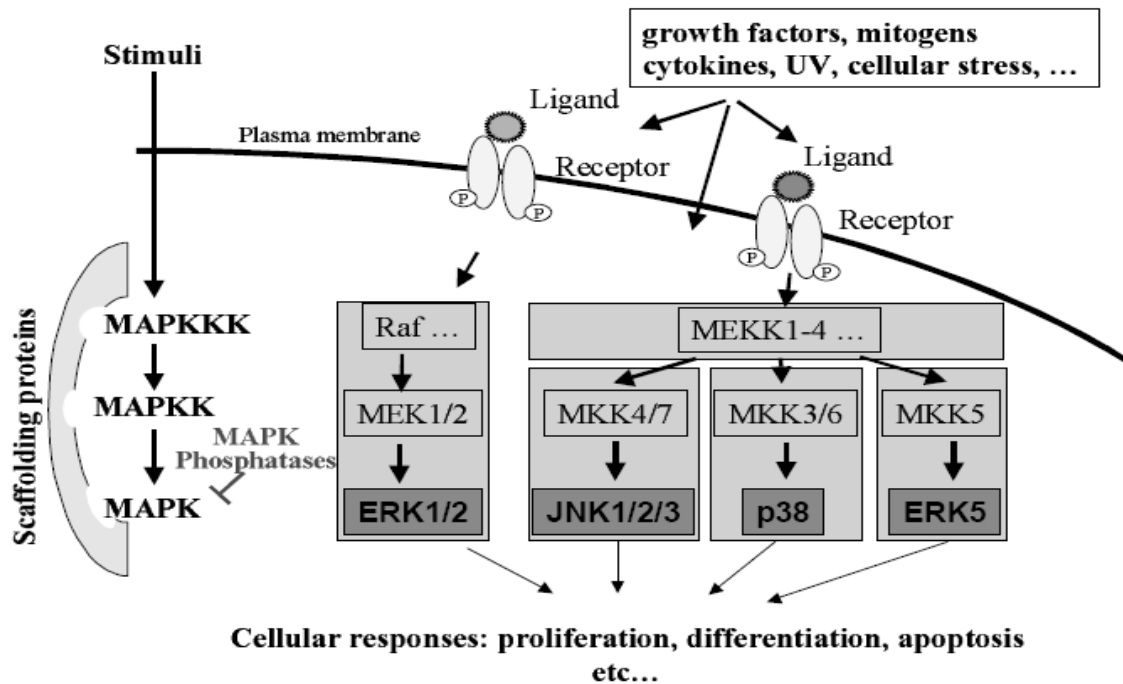 growth factors, mitogens
cytokines, UV, cellular stress, ...
Stimuli
Ligand
Plasma membrane
Receptor
Ligand
Receptor
P
P
P
P
Scaffolding proteins
MAPKKK
MAPKK
MAPK
Phosphatases
MAPK
Raf ...
MEK1/2
ERK1/2
MEKK1-4 ...
MKK4/7
JNK1/2/3
MKK3/6
p38
MKK5
ERK5
Cellular responses: proliferation, differentiation, apoptosis
etc...